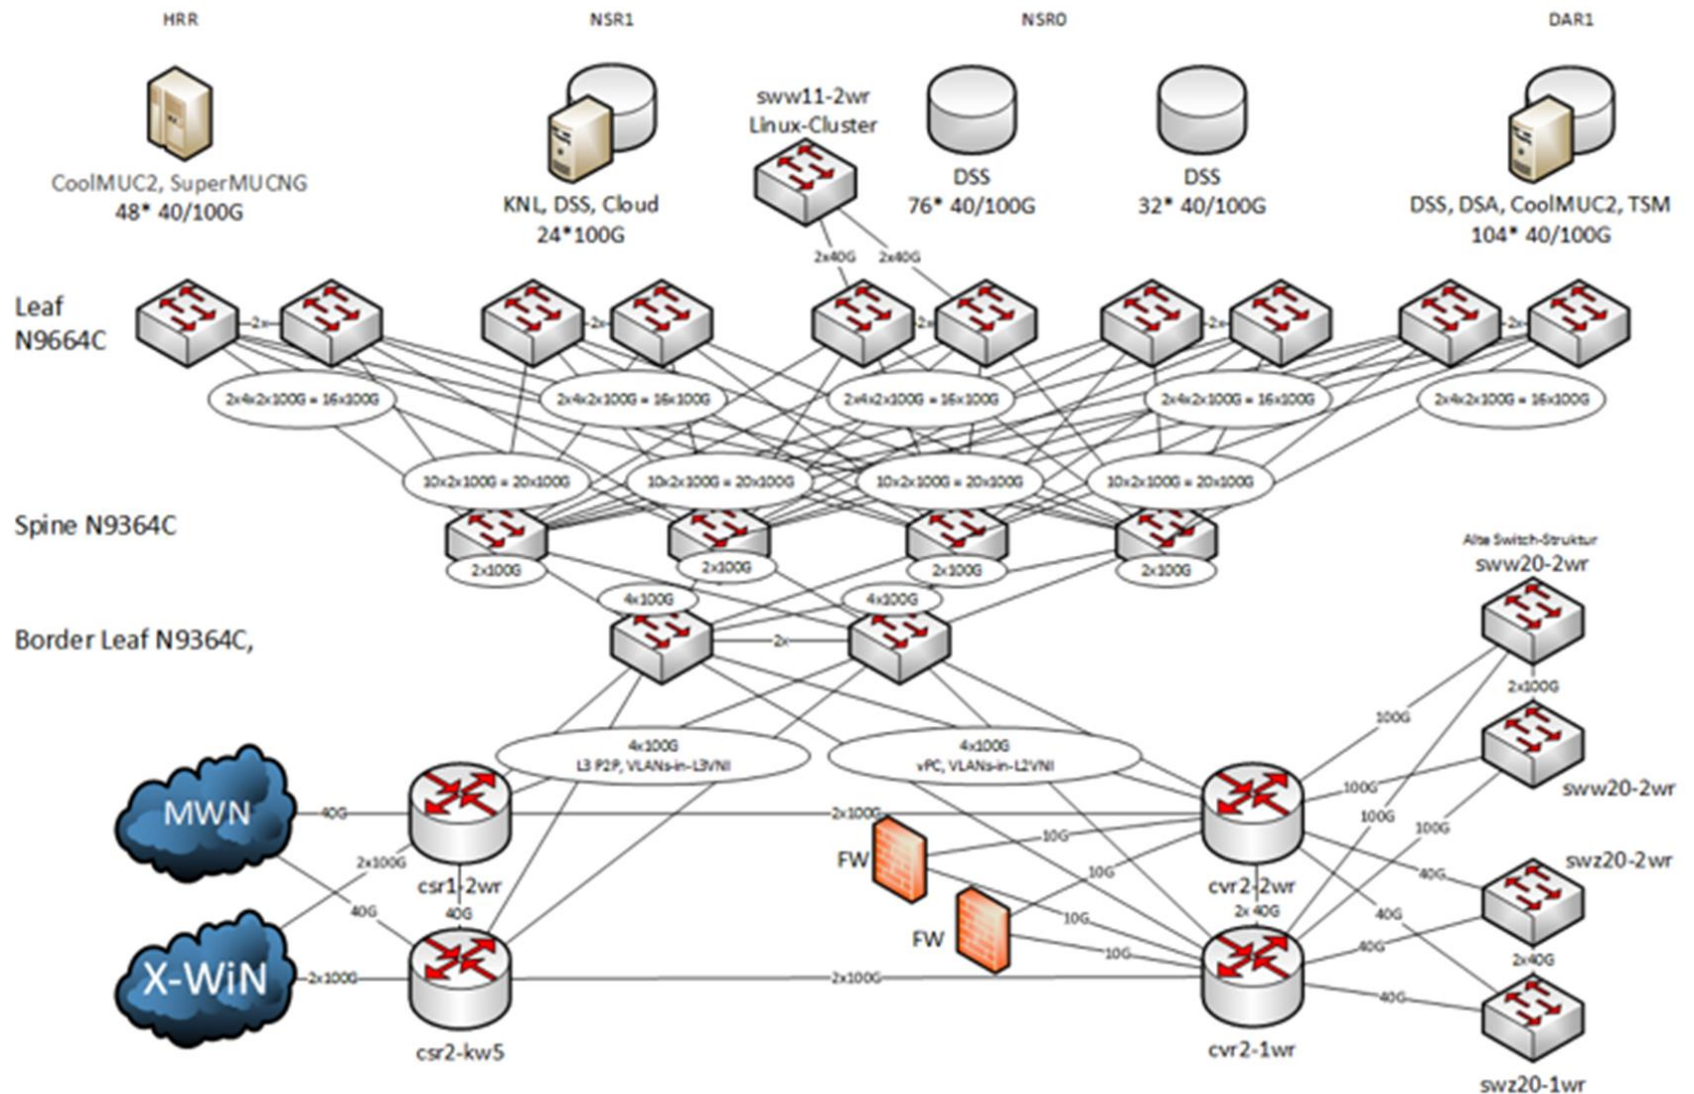 HRR
NSR1
NSR0
DAR1
sww11-2wr
Linux-Cluster
CoolMUC2, SuperMUCNG
48* 40/100G
KNL, DSS, Cloud
24*100G
DSS
76* 40/100G
DSS
32* 40/100G
DSS, DSA, CoolMUC2, TSM
104* 40/100G
2x40G
2x40G
Leaf
N9664C
2x
2x
2x
2x
2x
2x4x2x100G = 16x100G
2x4x2x100G = 16x100G
2x4x2x100G = 16x100G
2x4x2x100G = 16x100G
2x4x2x100G = 16x100G
10x2x100G = 20x100G
10x2x100G = 20x100G
10x2x100G = 20x100G
10x2x100G = 20x100G
Spine N9364C
2x100G
2x100G
2x100G
2x100G
Alte Switch-Struktur
sww20-2wr
4x100G
4x100G
Border Leaf N9364C,
2x
2x100G
100G
4x100G
L3 P2P, VLANs-in-L3VNI
4x100G
vPC, VLANs-in-L2VNI
sww20-2wr
100G
100G
100G
MWN
40G
2x100G
10G
FW
2x100G
csr1-2wr
10G
cvr2-2wr
40G
swz20-2wr
40G
40G
10G
2x 40G
40G
FW
10G
40G
2x40G
X-WiN
2x100G
2x100G
40G
csr2-kw5
cvr2-1wr
swz20-1wr